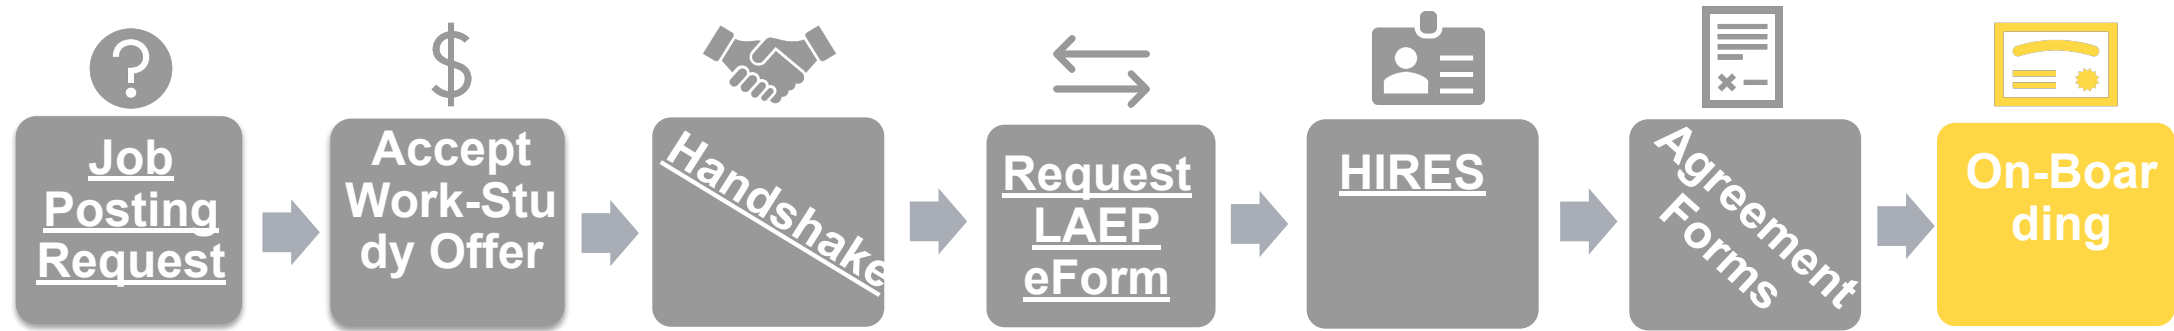 Job
Posting
Request
Accept
Work-Stu
dy Offer
Handshake
Request
LAEP
eForm
HIRES
Agreement
Forms
On-Boar
ding